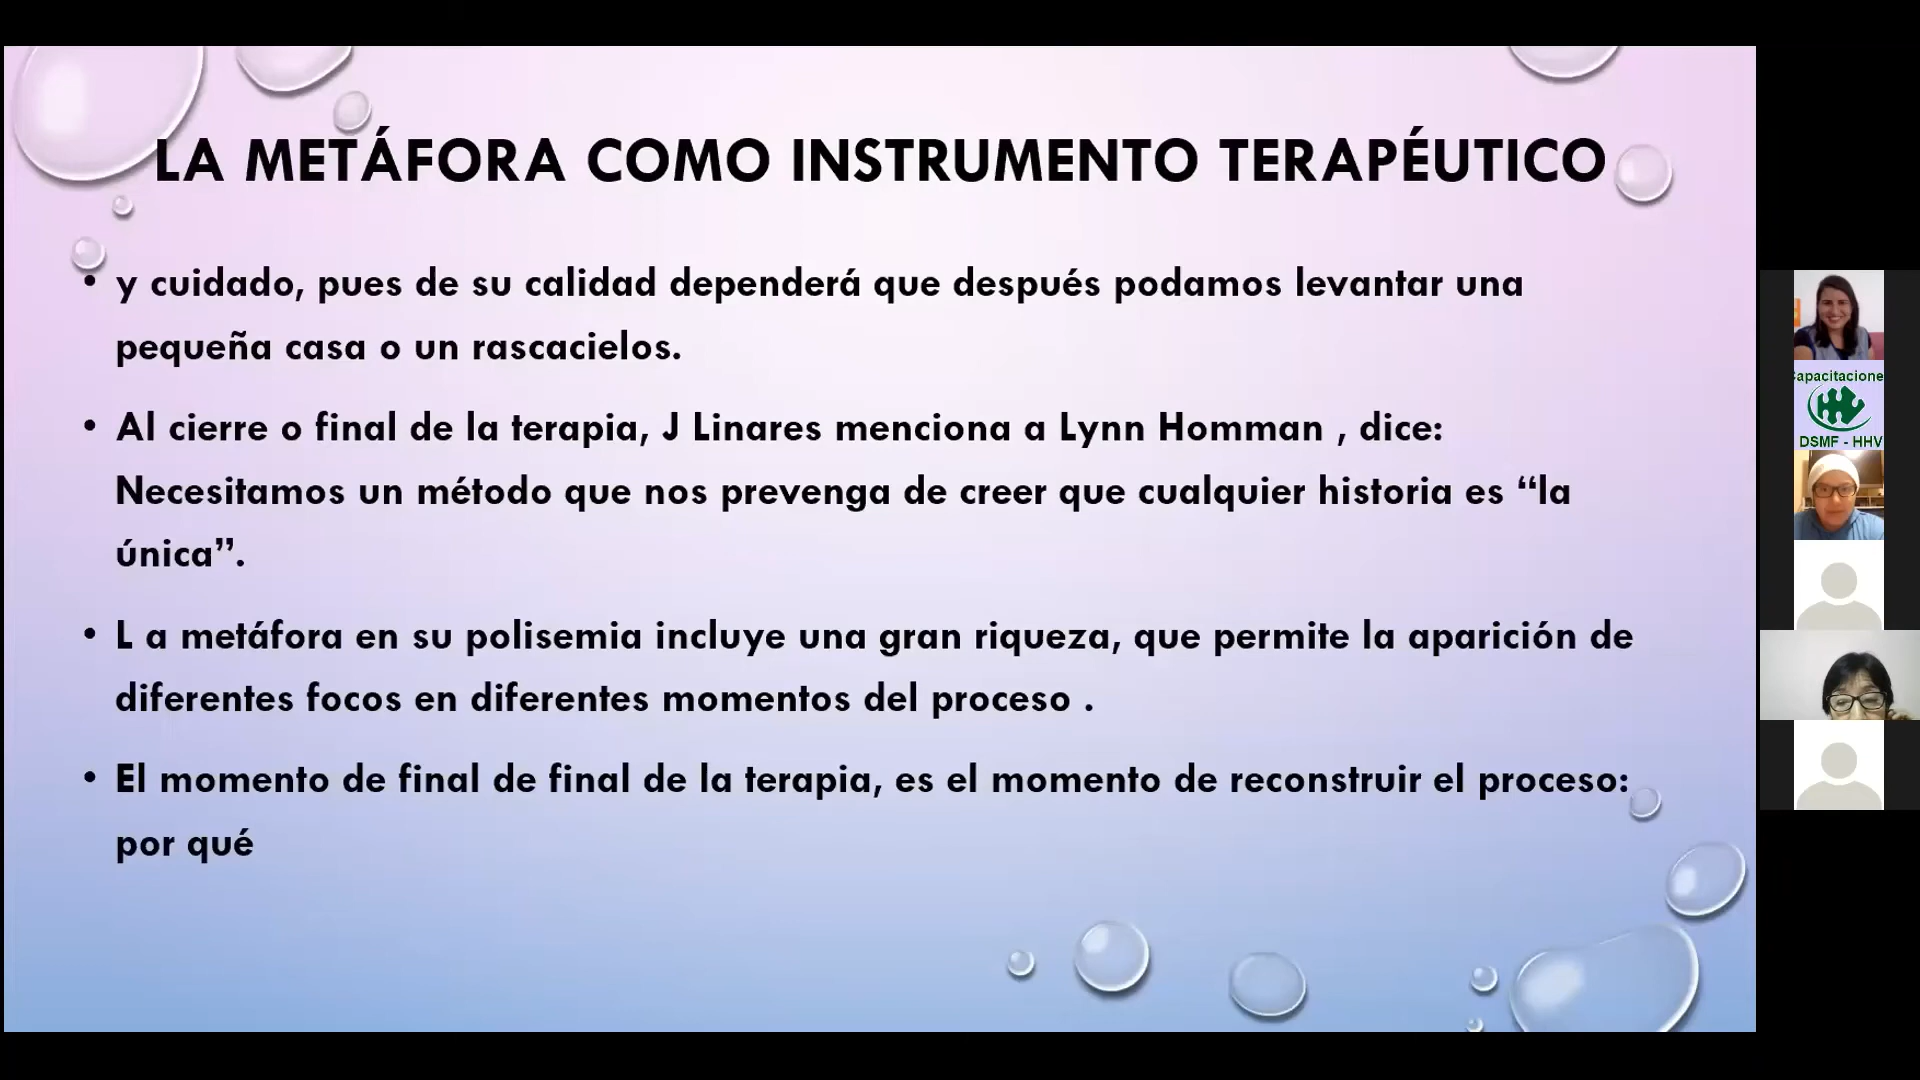 LA METÁFORA COMO INSTRUMENTO TERAPÉUTICO
• y cuidado, pues de su calidad dependerá que después podamos levantar una
pequeña casa o un rascacielos.
• Al cierre o final de la terapia, J Linares menciona a Lynn Homman , dice:
Necesitamos un método que nos prevenga de creer que cualquier historia es “la
única”.
• L a metáfora en su polisemia incluye una gran riqueza, que permite la aparición de
diferentes focos en diferentes momentos del proceso .
• El momento de final de final de la terapia, es el momento de reconstruir el proceso:
por qué
apacitacione
DSMF - HHV